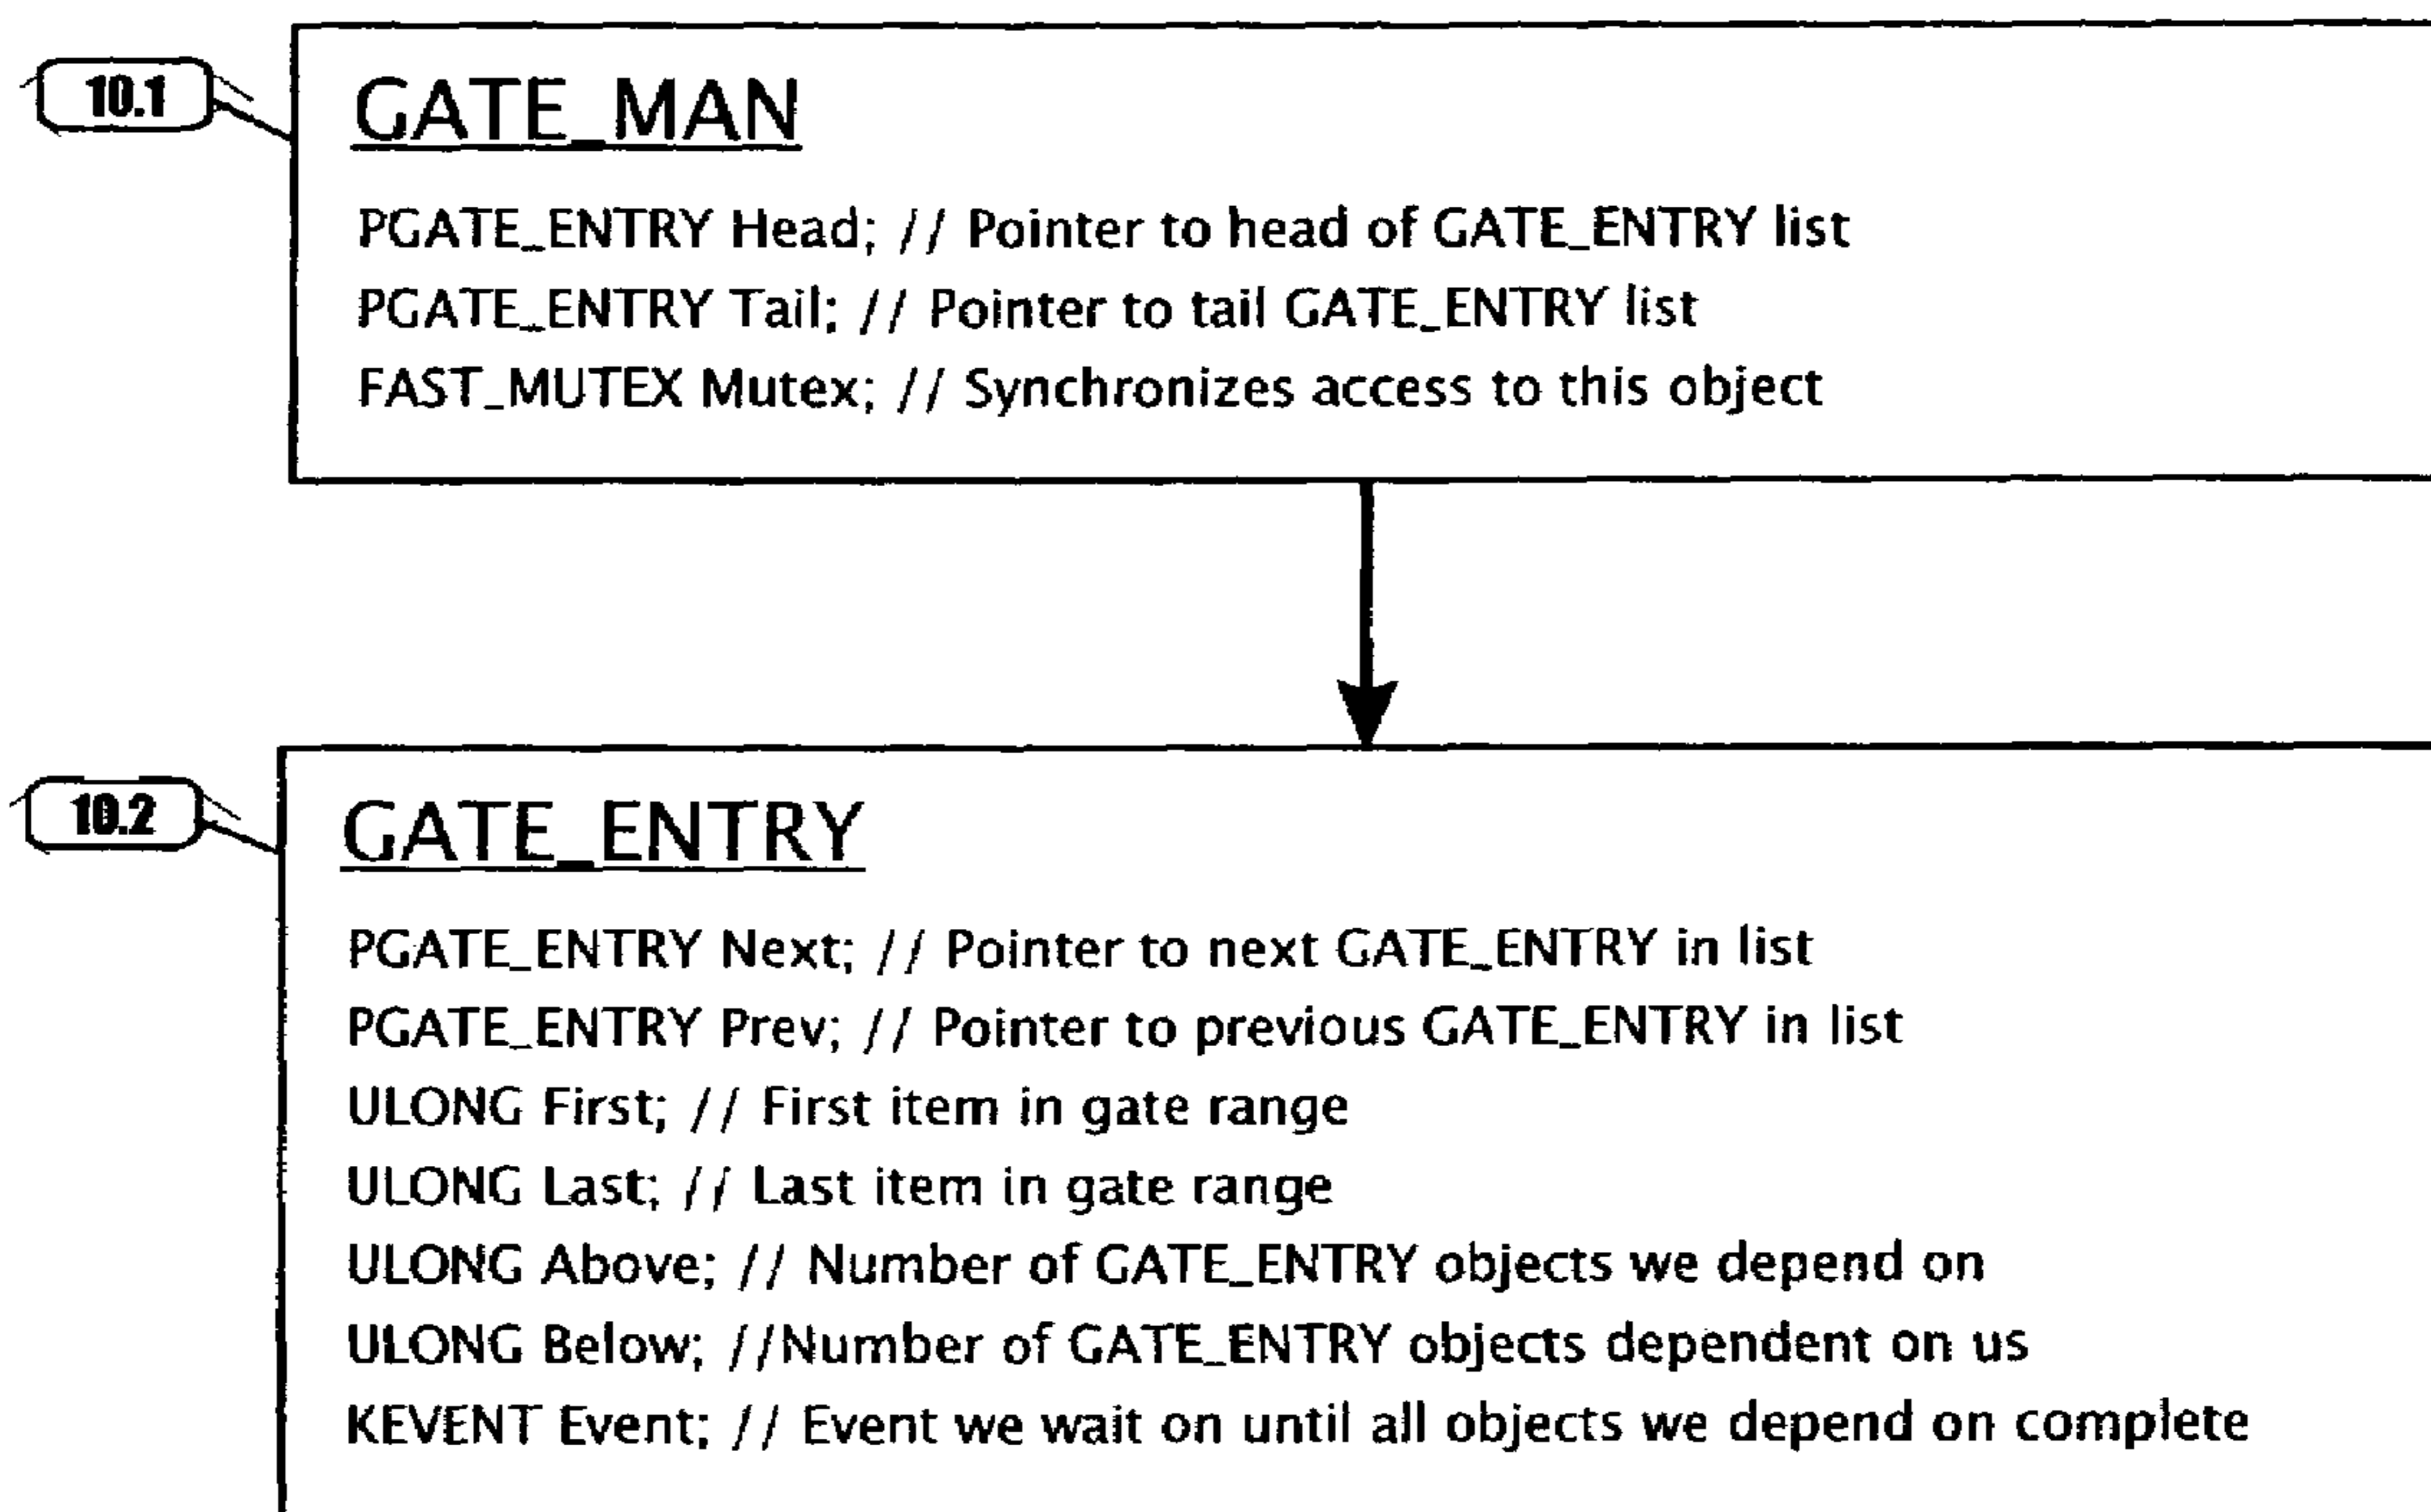 10.1
GATE_MAN
PGATE_ENTRY Head; // Pointer to head of GATE_ENTRY list
PGATE_ENTRY Tail; // Pointer to tail GATE_ENTRY list
FAST_MUTEX Mutex; // Synchronizes access to this object
10.2
GATE_ENTRY
PGATE_ENTRY Next; // Pointer to next GATE_ENTRY in list
PGATE_ENTRY Prev; // Pointer to previous GATE_ENTRY in list
ULONG First; // First item in gate range
ULONG Last; // Last item in gate range
ULONG Above; // Number of GATE_ENTRY objects we depend on
ULONG Below; //Number of GATE_ENTRY objects dependent on us
KEVENT Event; // Event we wait on until all objects we depend on complete